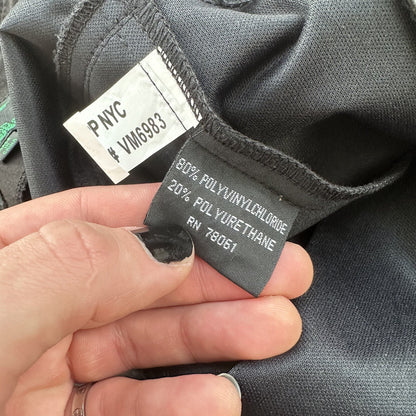 P NYC
# VM6983
80% POLYVINYLCHLORIDE
20% POLYURETHANE
RN 78061